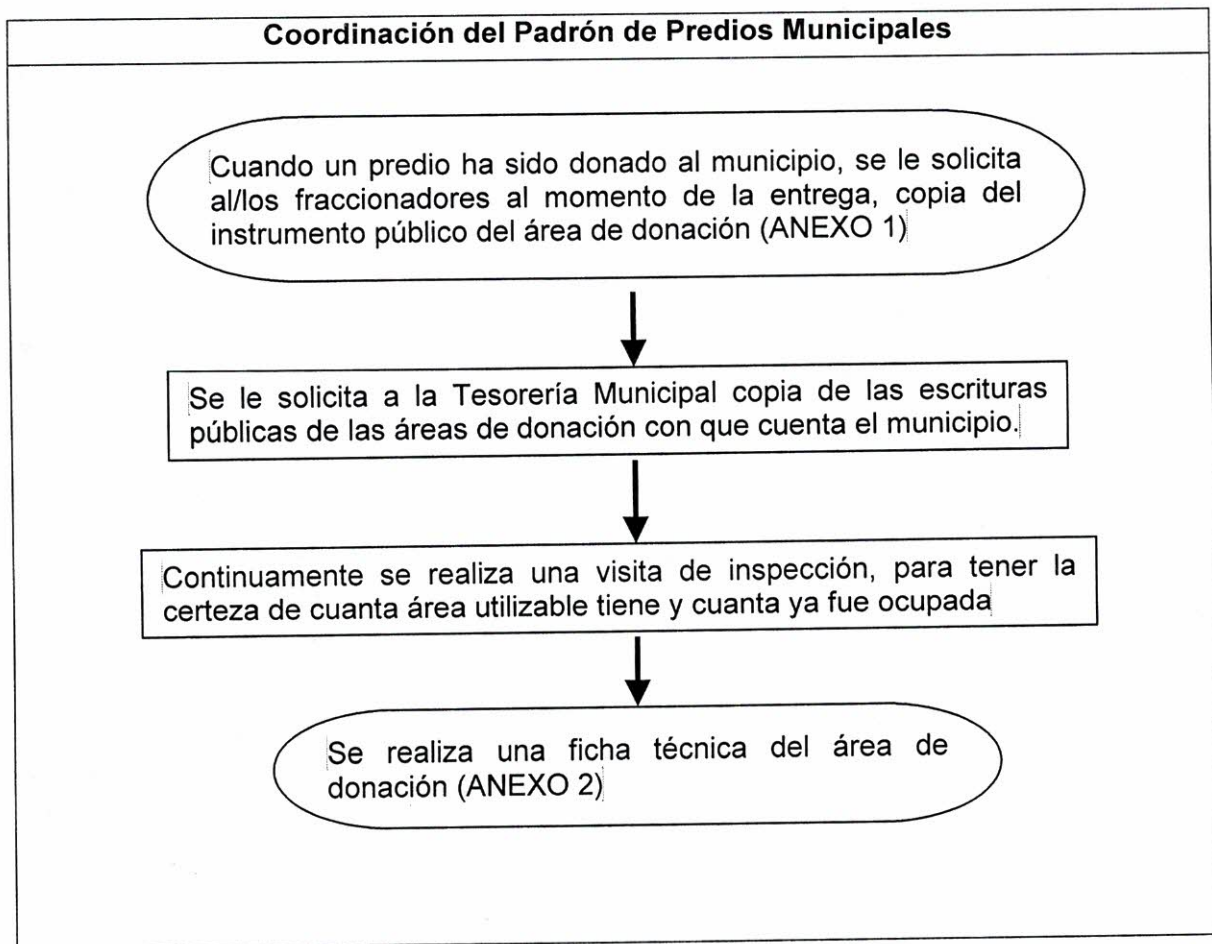 Coordinación del Padrón de Predios Municipales
Cuando un predio ha sido donado al municipio, se le solicita
al/los fraccionadores al momento de la entrega, copia del
instrumento público del área de donación (ANEXO 1)
Se le solicita a la Tesorería Municipal copia de las escrituras
públicas de las áreas de donación con que cuenta el municipio.
Continuamente se realiza una visita de inspección, para tener la
certeza de cuanta área utilizable tiene y cuanta ya fue ocupada
Se realiza una ficha técnica del área de
donación (ANEXO 2)